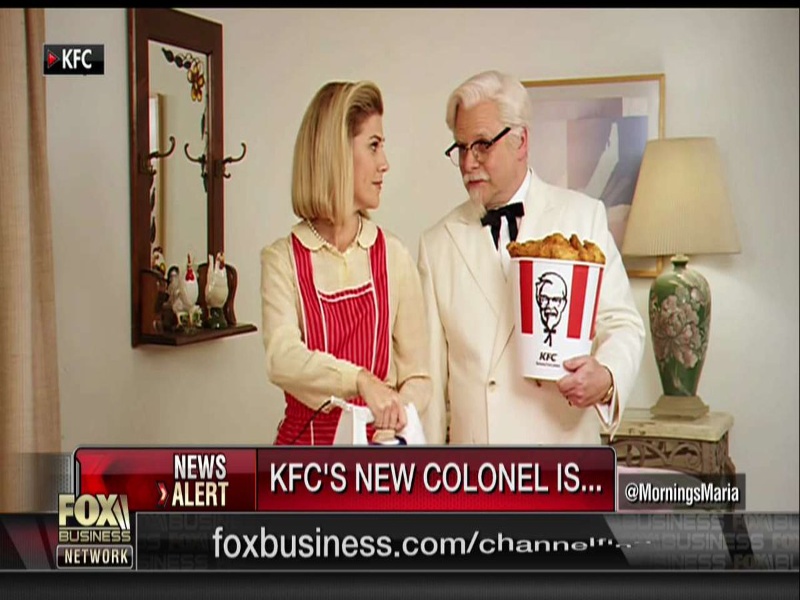 KFC
KFC
NEWS
ALERT
KFC'S NEW COLONEL IS...
@MorningsMaria
FOX
BUSINESS
NETWORK
foxbusiness.com/channel